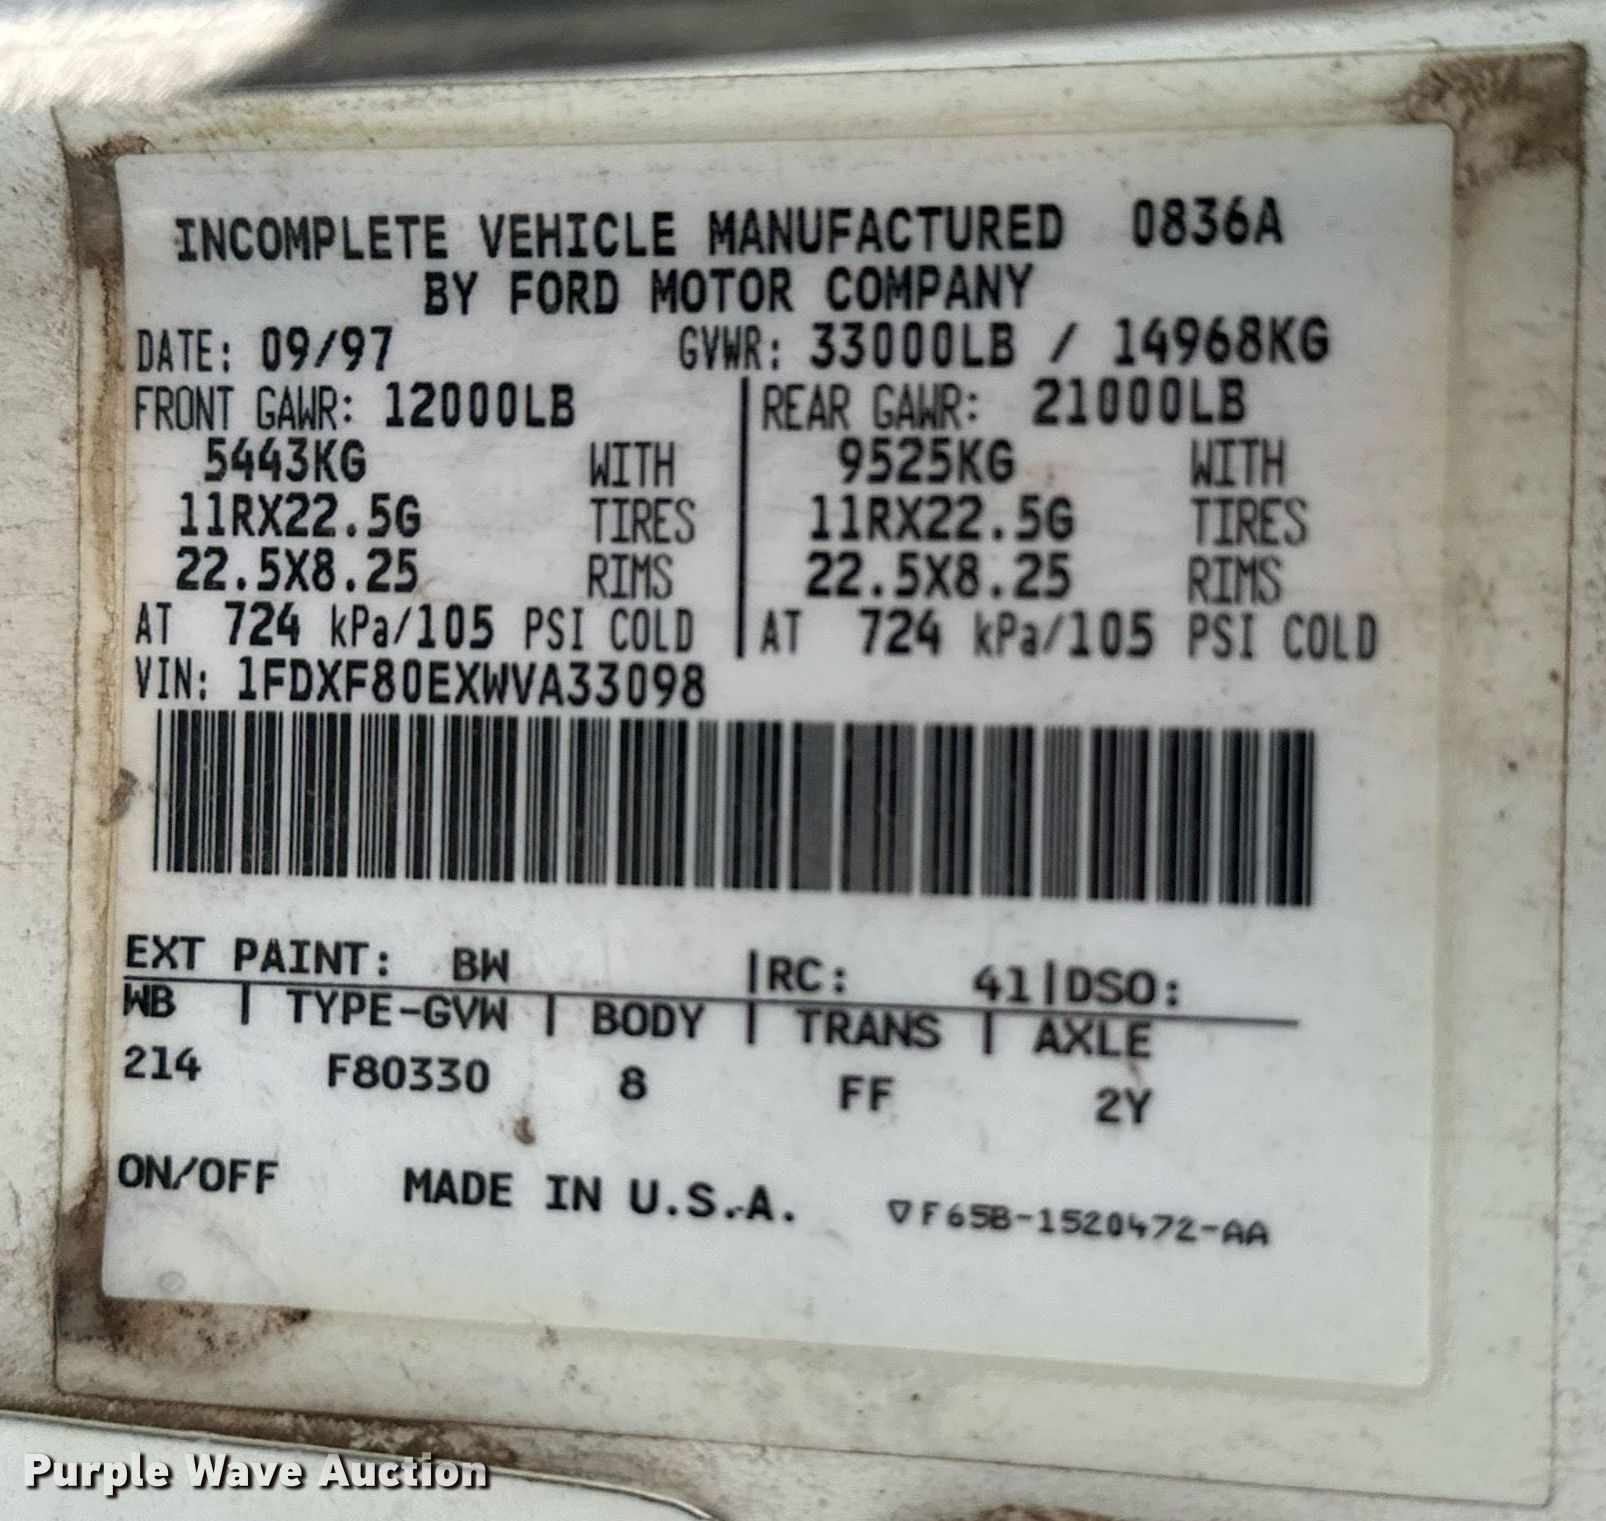 INCOMPLETE VEHICLE MANUFACTURED 0836A
BY FORD MOTOR COMPANY
DATE: 09/97 GVWR: 33000LB / 14968KG
FRONT GAWR: 12000LB REAR GAWR: 21000LB
5443KG WITH 9525KG WITH
11RX22.5G TIRES 11RX22.5G TIRES
22.5X8.25 RIMS 22.5X8.25 RIMS
AT 724 kPa/105 PSI COLD AT 724 kPa/105 PSI COLD
VIN: 1FDXF80EXWVA33098
EXT PAINT: BW |RC: 41|DSO:
WB | TYPE-GVW | BODY | TRANS | AXLE
214 F80330 8 FF 2Y
ON/OFF MADE IN U.S.A. ▽F65B-1520472-AA
Purple Wave Auction